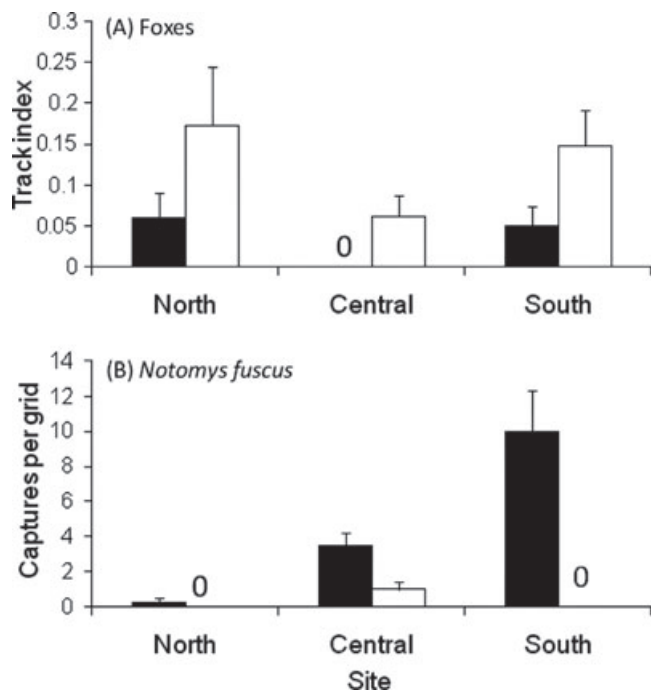 (A) Foxes
Track index
0.3
0.25
0.2
0.15
0.1
0.05
0
0
North Central South
(B) Notomys fuscus
Captures per grid
14
12
10
8
6
4
2
0
0
0
North Central South
Site